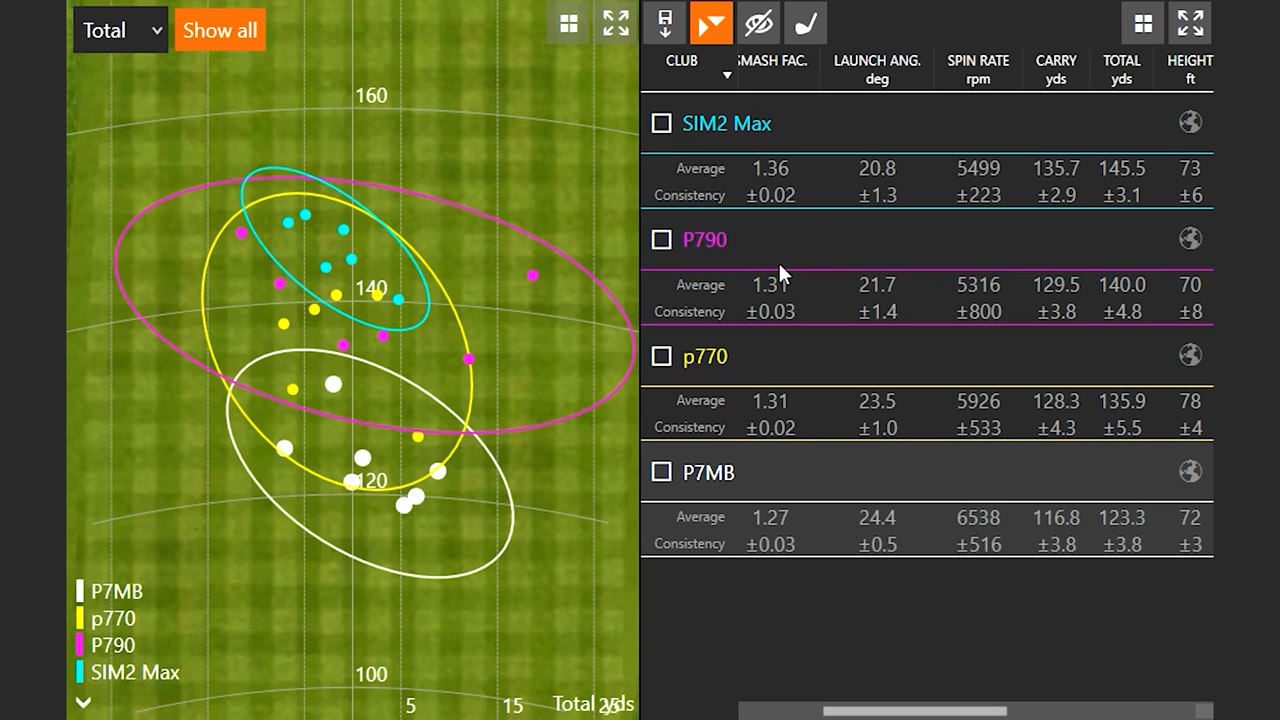 Total
Show all
160
140
120
100
5
15
Total yds
P7MB
p770
P790
SIM2 Max
CLUB
SMASH FAC.
LAUNCH ANG. deg
SPIN RATE rpm
CARRY yds
TOTAL yds
HEIGHT ft
SIM2 Max
Average 1.36 20.8 5499 135.7 145.5 73
Consistency ±0.02 ±1.3 ±223 ±2.9 ±3.1 ±6
P790
Average 21.7 5316 129.5 140.0 70
Consistency ±0.03 ±1.4 ±800 ±3.8 ±4.8 ±8
p770
Average 1.31 23.5 5926 128.3 135.9 78
Consistency ±0.02 ±1.0 ±533 ±4.3 ±5.5 ±4
P7MB
Average 1.27 24.4 6538 116.8 123.3 72
Consistency ±0.03 ±0.5 ±516 ±3.8 ±3.8 ±3